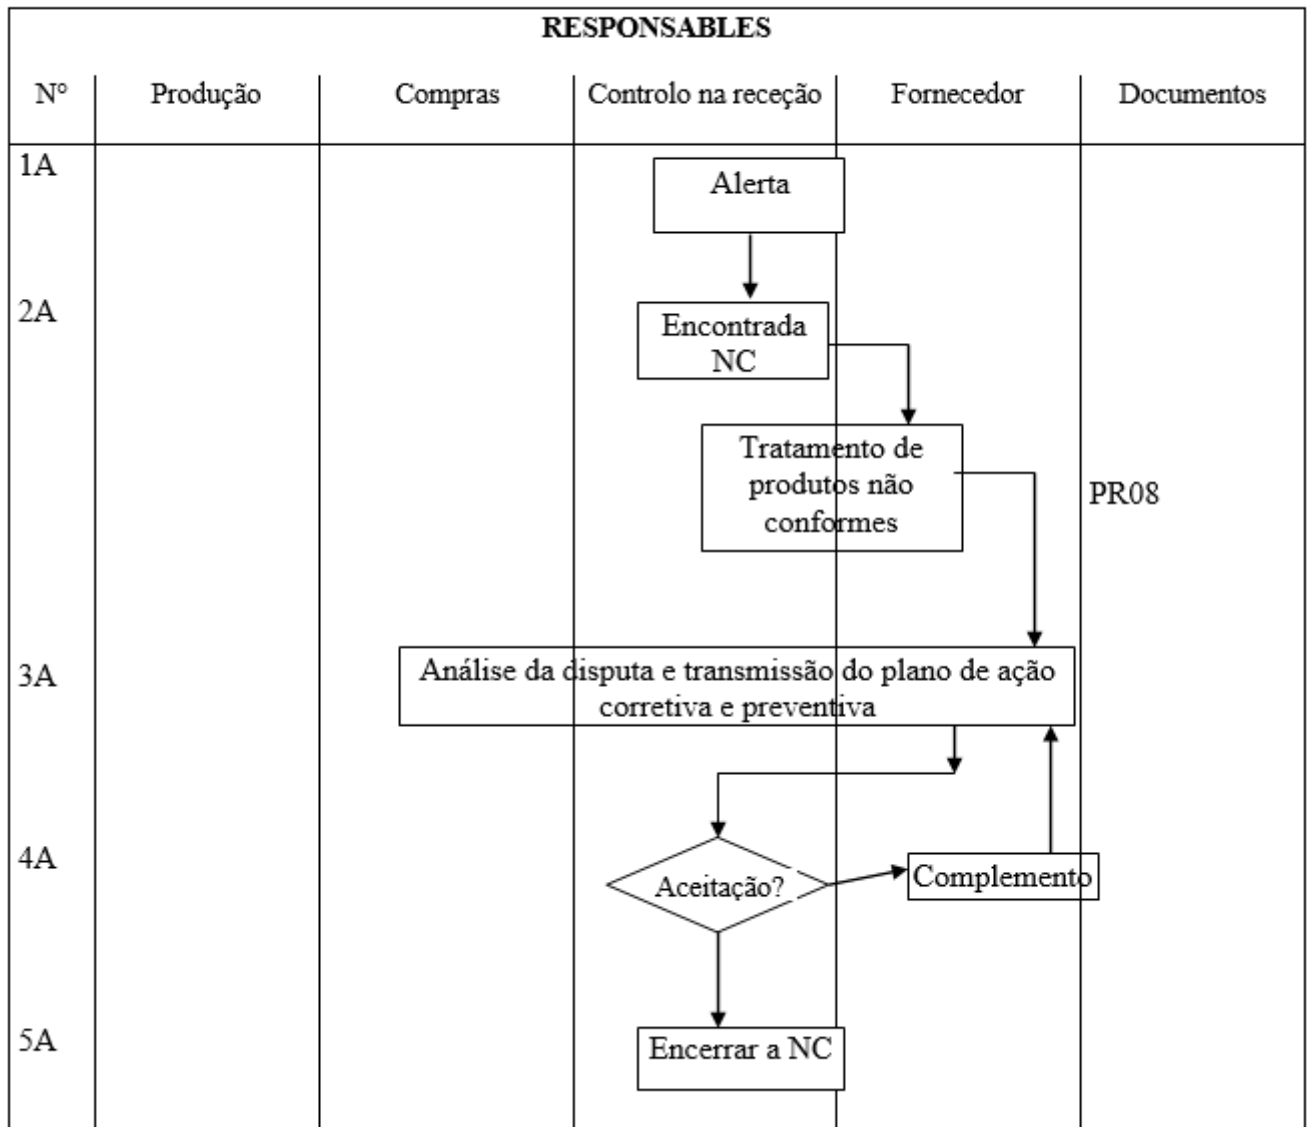 RESPONSABLES
N° Produção Compras Controlo na receção Fornecedor Documentos
1A
Alerta
2A
Encontrada
NC
Tratamento de
produtos não
conformes
PR08
3A
Análise da disputa e transmissão do plano de ação
corretiva e preventiva
4A
Aceitação?
Complemento
5A
Encerrar a NC